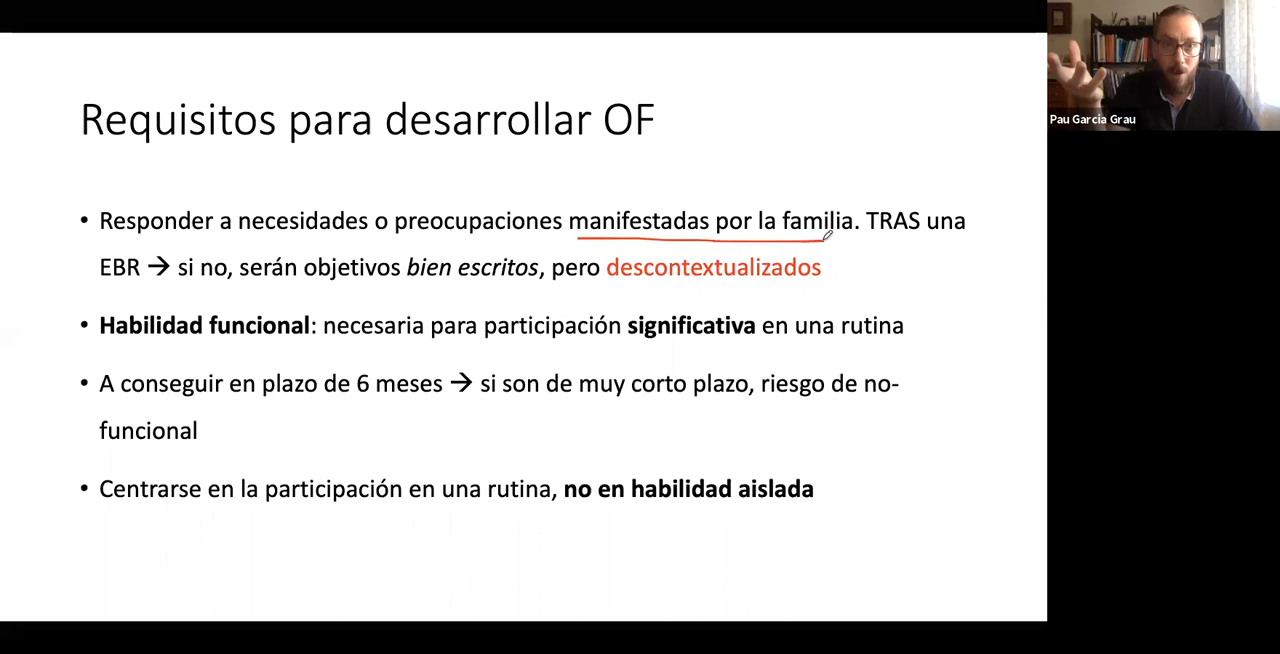 Requisitos para desarrollar OF
• Responder a necesidades o preocupaciones manifestadas por la familia. TRAS una
EBR → si no, serán objetivos bien escritos, pero descontextualizados
• Habilidad funcional: necesaria para participación significativa en una rutina
• A conseguir en plazo de 6 meses → si son de muy corto plazo, riesgo de no-
funcional
• Centrarse en la participación en una rutina, no en habilidad aislada
Pau Garcia Grau